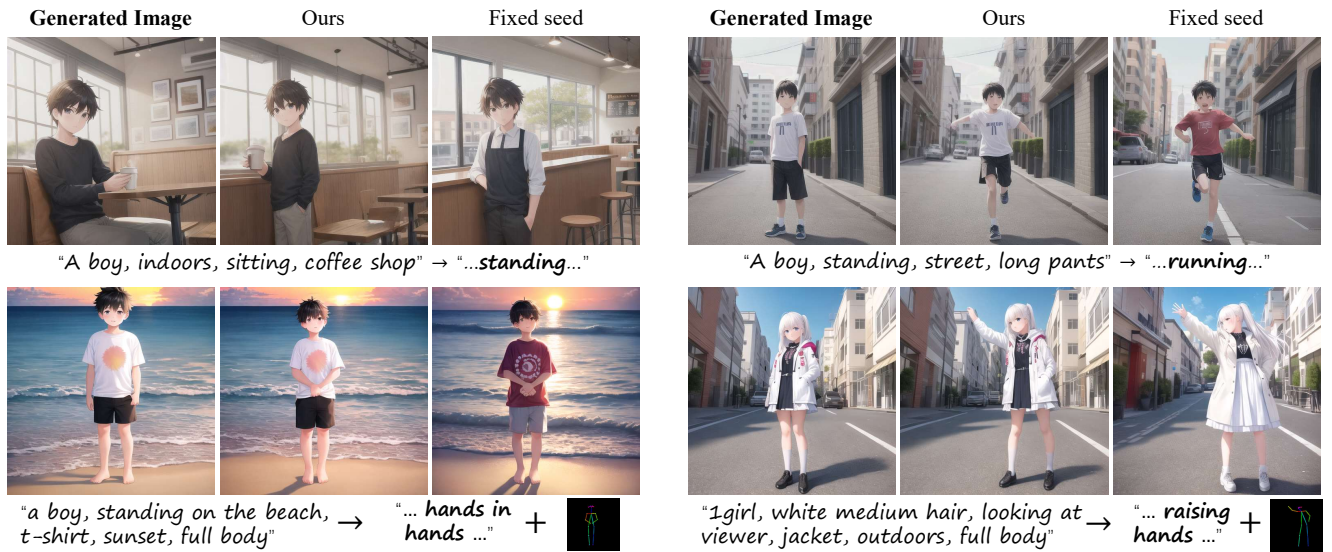 Generated Image Ours Fixed seed
Generated Image Ours Fixed seed
“A boy, indoors, sitting, coffee shop” → “...standing...”
“A boy, standing, street, long pants” → “...running...”
“a boy, standing on the beach,
t-shirt, sunset, full body”
→
“... hands in
hands ...”
+
“1girl, white medium hair, looking at
viewer, jacket, outdoors, full body”
→
“... raising
hands ...”
+